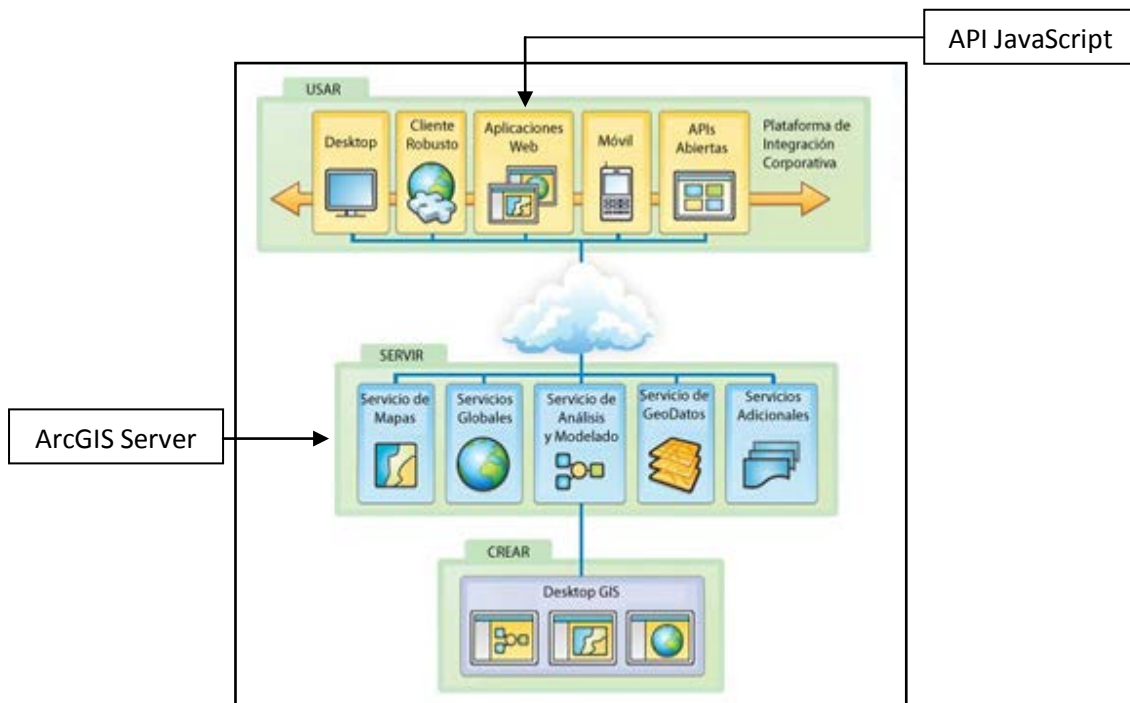 API JavaScript
USAR
Desktop
Cliente
Robusto
Aplicaciones
Web
Móvil
APIs
Abiertas
Plataforma de
Integración
Corporativa
SERVIR
ArcGIS Server
Servicio de
Mapas
Servicios
Globales
Servicio de
Análisis
y Modelado
Servicio de
GeoDatos
Servicios
Adicionales
CREAR
Desktop GIS